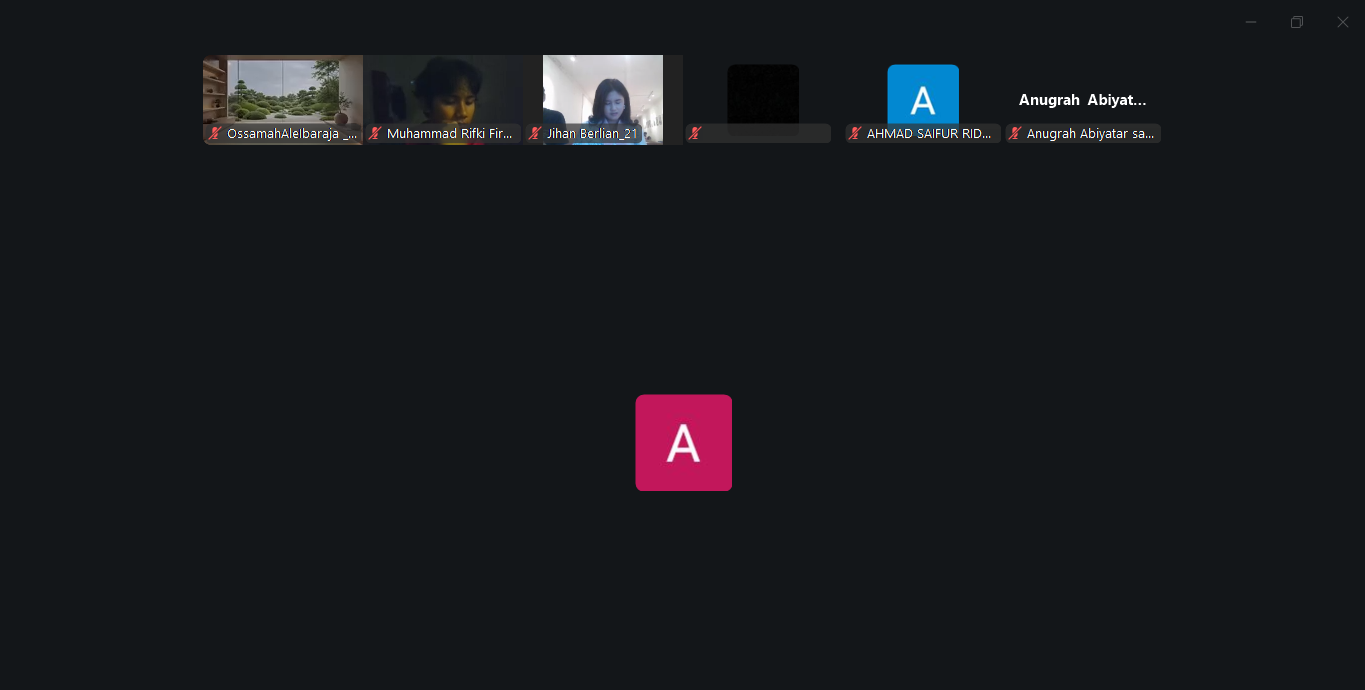 OssamahAlelbaraja _...
Muhammad Rifki Fir...
Jihan Berlian_21
A
AHMAD SAIFUR RID...
Anugrah Abiyat...
Anugrah Abiyatar sa...
A